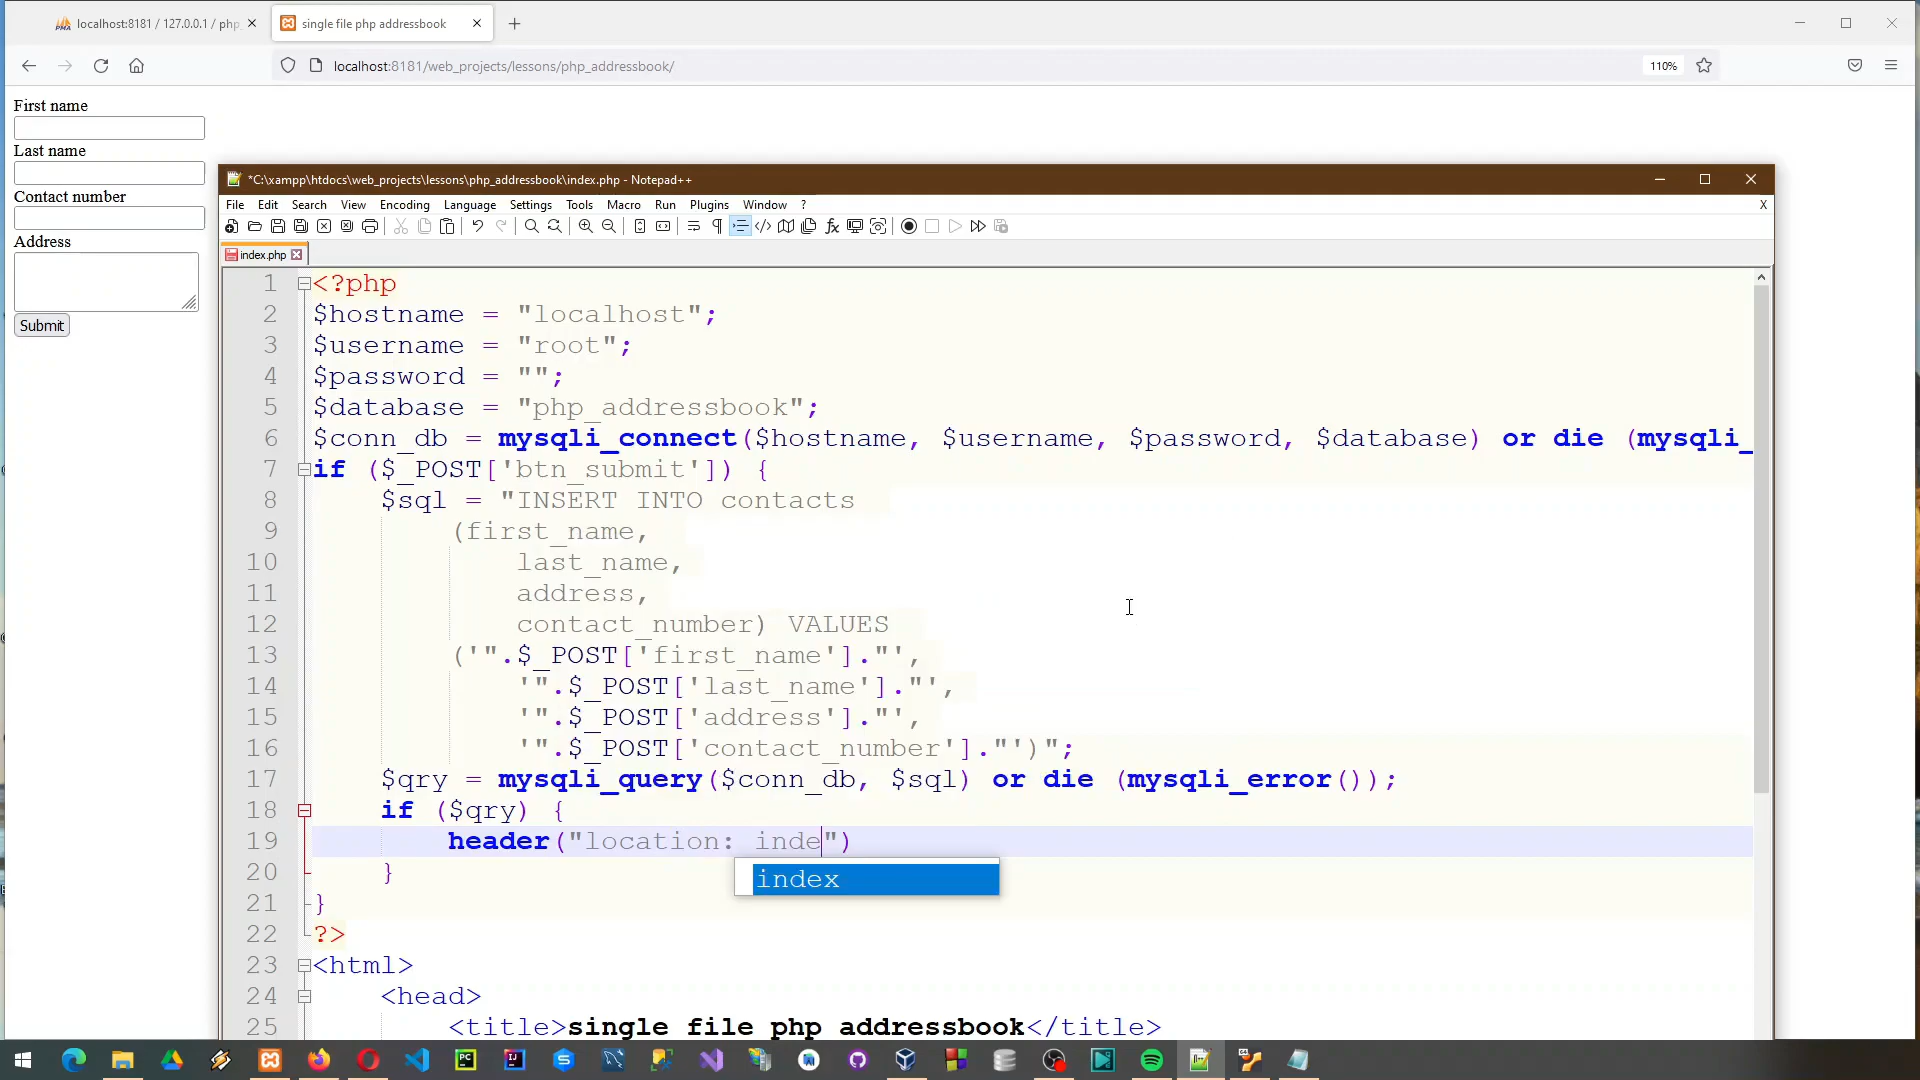 localhost:8181 / 127.0.0.1 / php_
single file php addressbook
localhost:8181/web_projects/lessons/php_addressbook/
110%
First name
Last name
Contact number
Address
Submit
*C:\xampp\htdocs\web_projects\lessons\php_addressbook\index.php - Notepad++
File Edit Search View Encoding Language Settings Tools Macro Run Plugins Window ? X
index.php
1 <?php
2 $hostname = "localhost";
3 $username = "root";
4 $password = "";
5 $database = "php_addressbook";
6 $conn_db = mysqli_connect($hostname, $username, $password, $database) or die (mysqli_
7 if ($_POST['btn_submit']) {
8 $sql = "INSERT INTO contacts
9 (first_name,
10 last_name,
11 address,
12 contact_number) VALUES
13 ('".$_POST['first_name']."',
14 '".$_POST['last_name']."',
15 '".$_POST['address']."',
16 '".$_POST['contact_number']."')";
17 $qry = mysqli_query($conn_db, $sql) or die (mysqli_error());
18 if ($qry) {
19 header("location: inde")
index
20 }
21 }
22 ?>
23 <html>
24 <head>
25 <title>single file php addressbook</title>